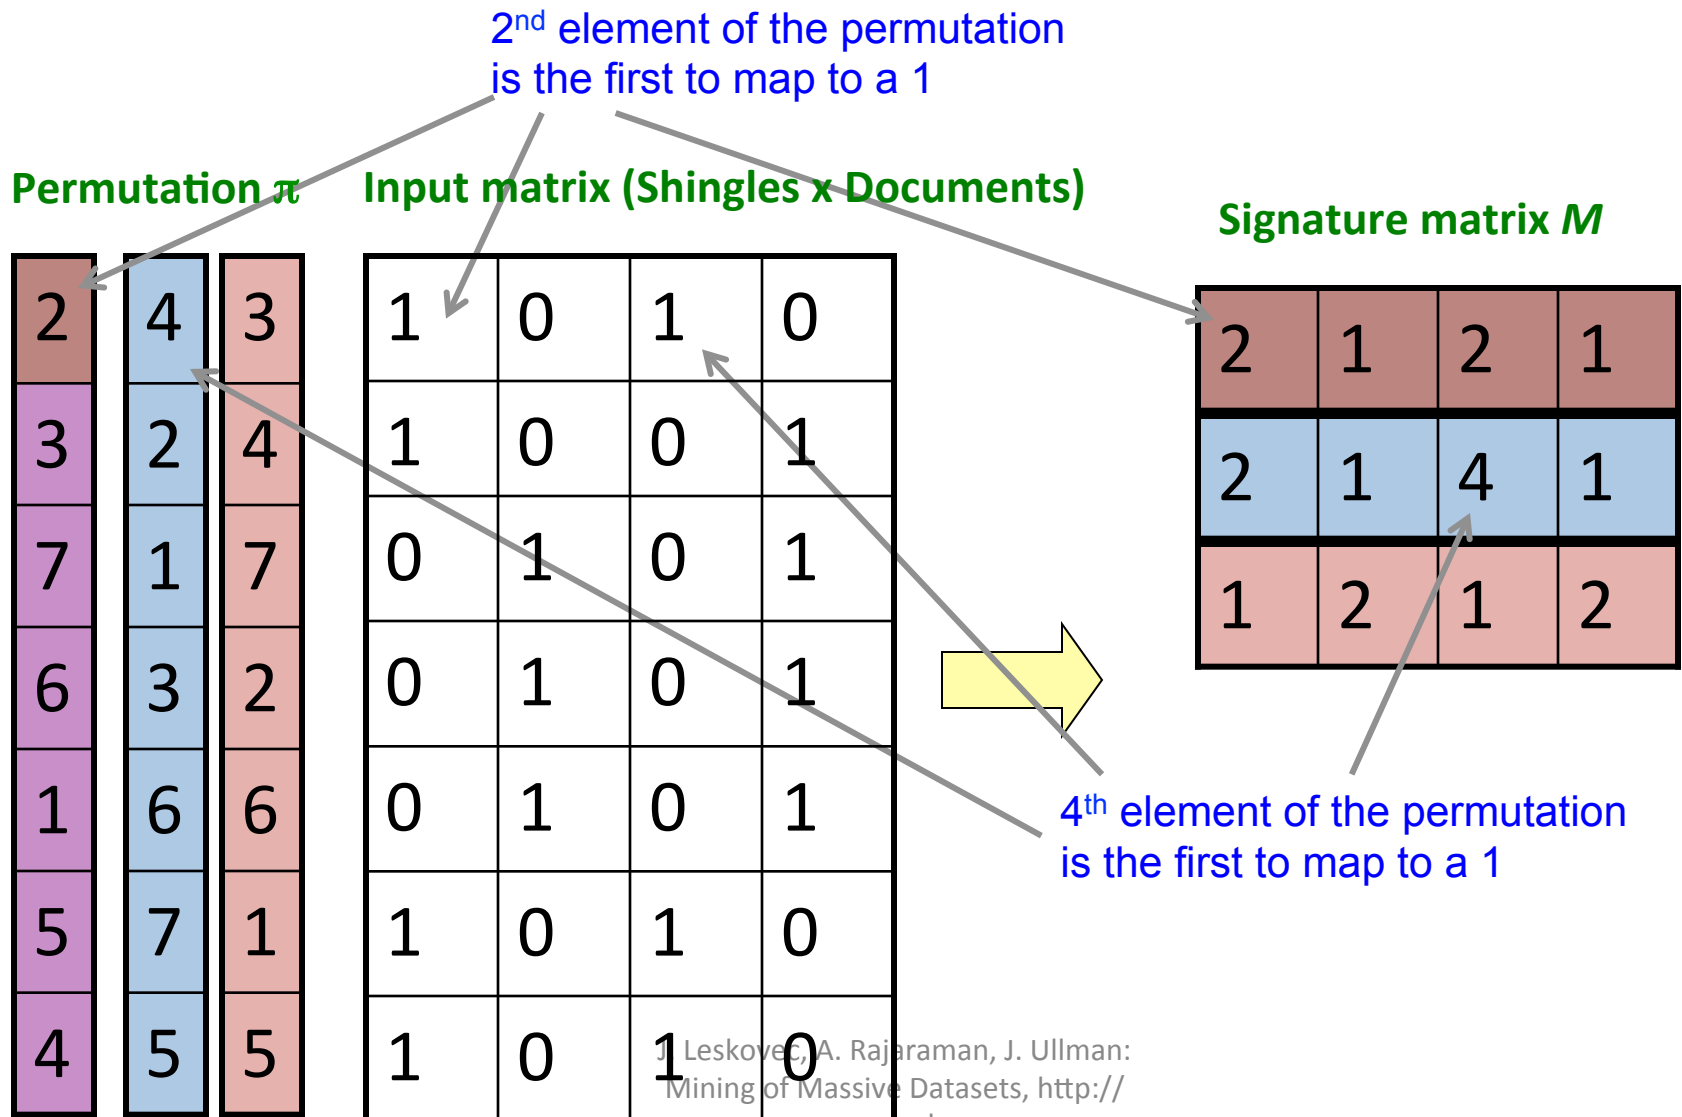 2nd element of the permutation
is the first to map to a 1
Permutation π
Input matrix (Shingles x Documents)
Signature matrix M
2 4 3 1 0 1 0
3 2 4 1 0 0 1
7 1 7 0 1 0 1
6 3 2 0 1 0 1
1 6 6 0 1 0 1
5 7 1 1 0 1 0
4 5 5 1 0 1 0
2 1 2 1
2 1 4 1
1 2 1 2
4th element of the permutation
is the first to map to a 1
J. Leskovec, A. Rajaraman, J. Ullman:
Mining of Massive Datasets, http://